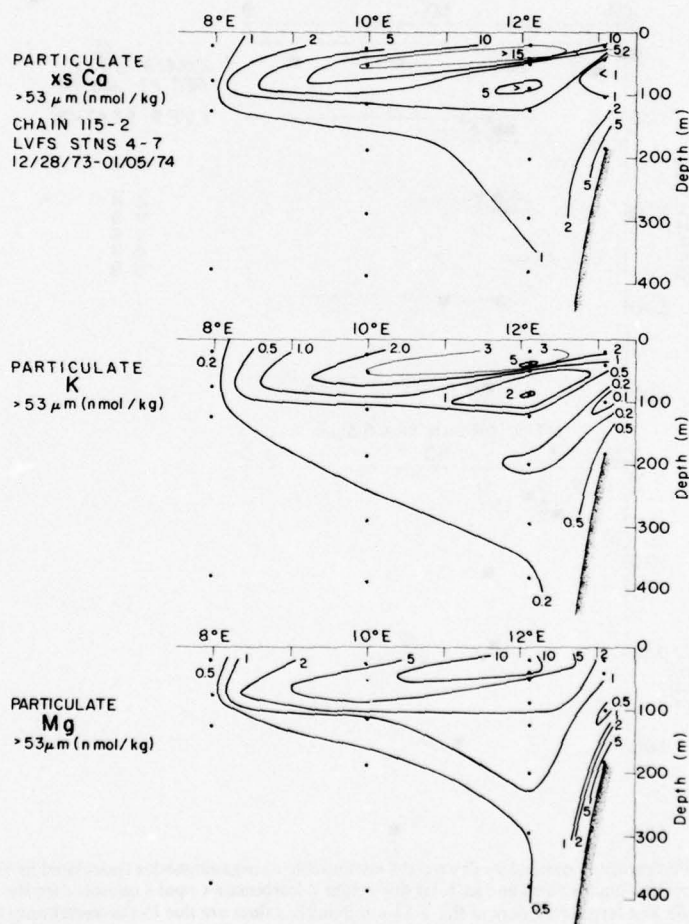 8°E 10°E 12°E
2 5 10 10
>15 52
1
5 >
2
5
5
2
1
0
100
200
300
400
Depth (m)
PARTICULATE
xs Ca
>53 μm (nmol/kg)
CHAIN 115-2
LVFS STNS 4-7
12/28/73-01/05/74
8°E 10°E 12°E
0.2 0.5 1.0 2.0 3 5 3 2
1
0.5
0.2
0.1
0.2
0.5
1 2
0.5
0.2
0
100
200
300
400
Depth (m)
PARTICULATE
K
>53 μm (nmol/kg)
8°E 10°E 12°E
0.5 1 2 5 10 10 5
1
0.5
1
2
5
5
1 2
0.5
0
100
200
300
400
Depth (m)
PARTICULATE
Mg
>53μm (nmol/kg)